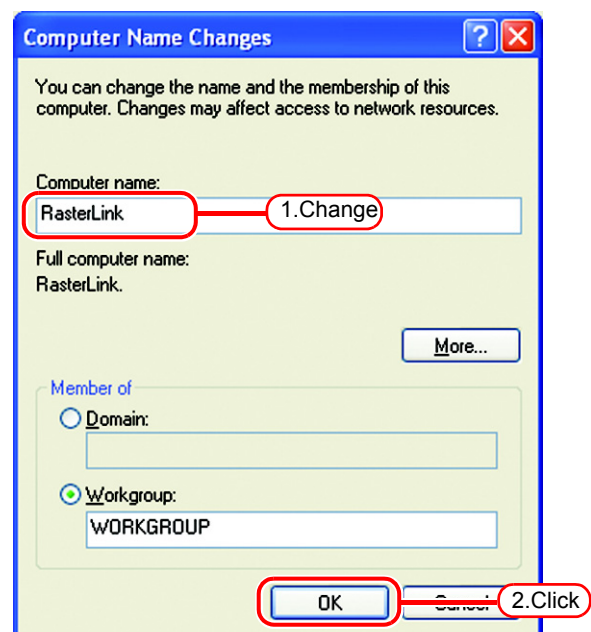 Computer Name Changes
You can change the name and the membership of this
computer. Changes may affect access to network resources.
Computer name:
RasterLink
1.Change
Full computer name:
RasterLink.
More...
Member of
Domain:
Workgroup:
WORKGROUP
OK
2.Click